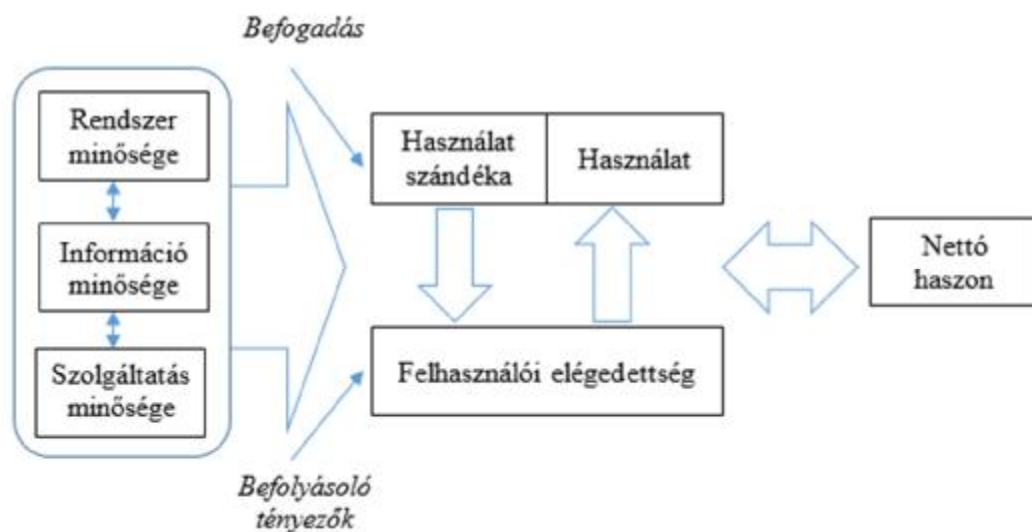 Befogadás
Rendszer
minősége
Információ
minősége
Szolgáltatás
minősége
Használat
szándéka
Használat
Felhasználói elégedettség
Nettó
haszon
Befolyásoló
tényezők